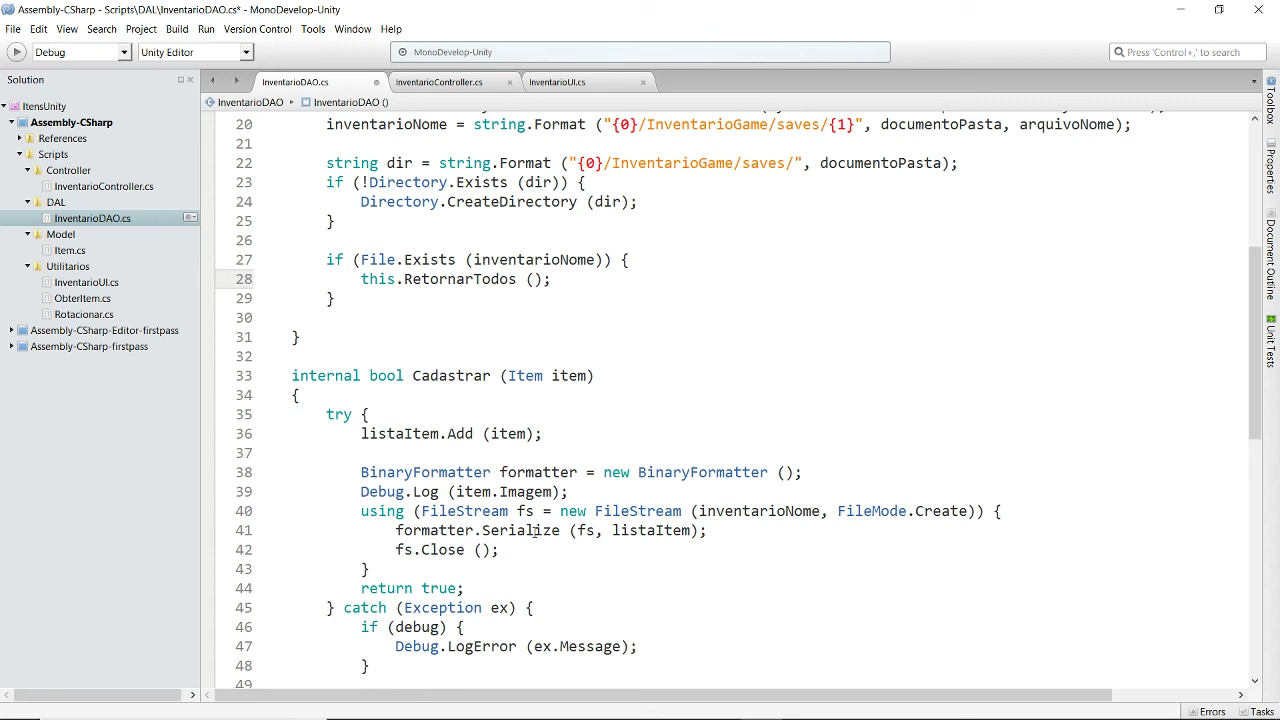 Assembly-CSharp - Scripts\DAL\InventarioDAO.cs* - MonoDevelop-Unity
File Edit View Search Project Build Run Version Control Tools Window Help
Debug Unity Editor MonoDevelop-Unity Press 'Control+,' to search
Solution
ItensUnity
Assembly-CSharp
References
Scripts
Controller
InventarioController.cs
DAL
InventarioDAO.cs
Model
Item.cs
Utilitarios
InventarioUI.cs
ObterItem.cs
Rotacionar.cs
Assembly-CSharp-Editor-firstpass
Assembly-CSharp-firstpass
InventarioDAO.cs InventarioController.cs InventarioUI.cs
InventarioDAO InventarioDAO ()
20 inventarioNome = string.Format ("{0}/InventarioGame/saves/{1}", documentoPasta, arquivoNome);
21
22 string dir = string.Format ("{0}/InventarioGame/saves/", documentoPasta);
23 if (!Directory.Exists (dir)) {
24 Directory.CreateDirectory (dir);
25 }
26
27 if (File.Exists (inventarioNome)) {
28 this.RetornarTodos ();
29 }
30
31 }
32
33 internal bool Cadastrar (Item item)
34 {
35 try {
36 listaItem.Add (item);
37
38 BinaryFormatter formatter = new BinaryFormatter ();
39 Debug.Log (item.Imagem);
40 using (FileStream fs = new FileStream (inventarioNome, FileMode.Create)) {
41 formatter.Serialize (fs, listaItem);
42 fs.Close ();
43 }
44 return true;
45 } catch (Exception ex) {
46 if (debug) {
47 Debug.LogError (ex.Message);
48 }
49
Toolbox
Properties
Document Outline
Unit Tests
Errors Tasks